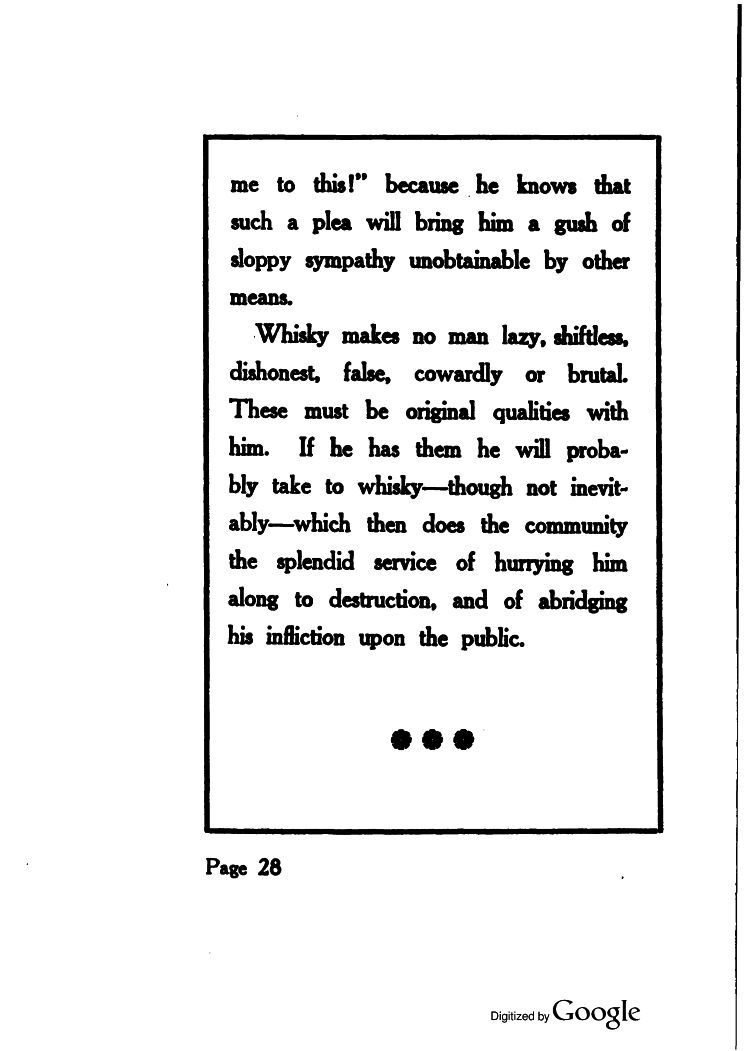 me to this!" because he knows that
such a plea will bring him a gush of
sloppy sympathy unobtainable by other
means.
Whisky makes no man lazy, shiftless,
dishonest, false, cowardly or brutal.
These must be original qualities with
him. If he has them he will proba-
bly take to whisky—though not inevit-
ably—which then does the community
the splendid service of hurrying him
along to destruction, and of abridging
his infliction upon the public.
Page 28
Digitized by Google